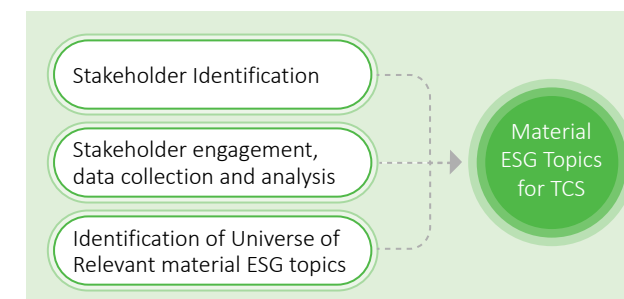 Stakeholder Identification
Stakeholder engagement,
data collection and analysis
Identification of Universe of
Relevant material ESG topics
Material
ESG Topics
for TCS